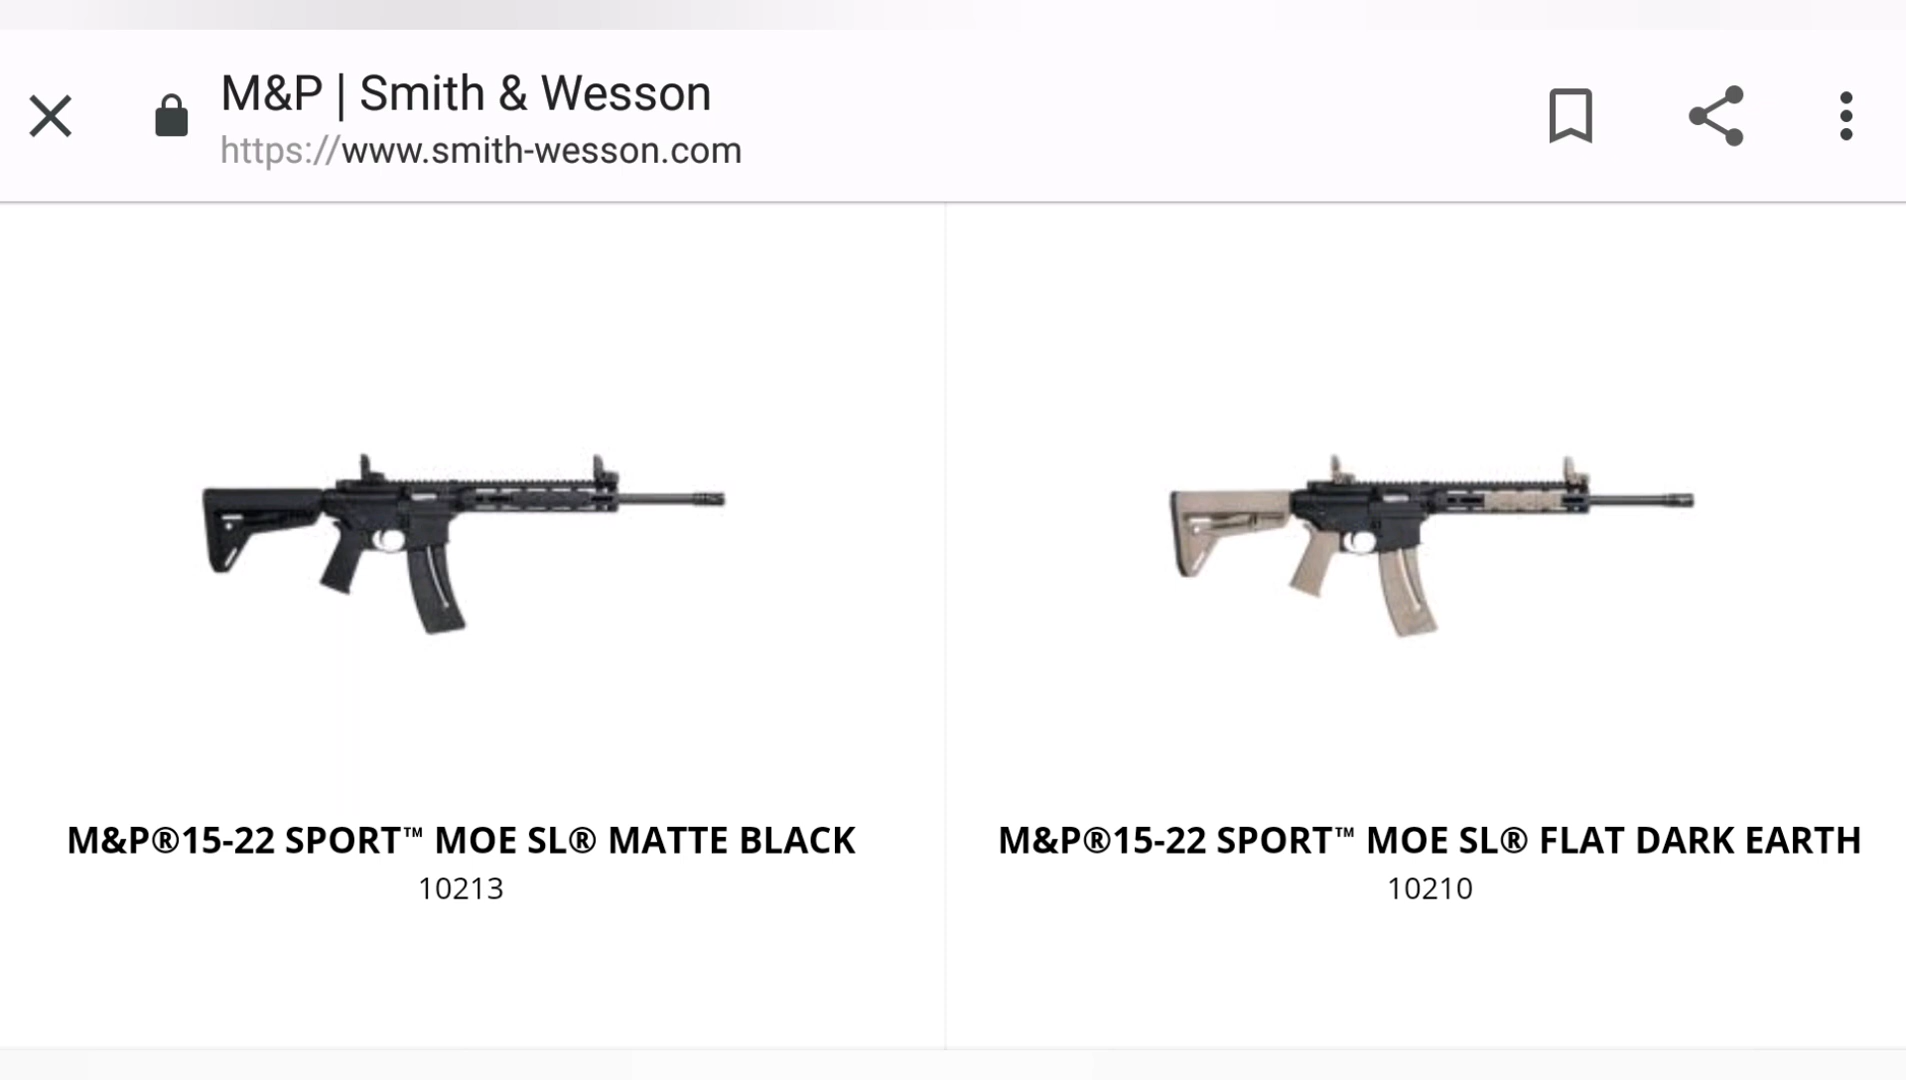 M&P | Smith & Wesson
https://www.smith-wesson.com
M&P®15-22 SPORT™ MOE SL® MATTE BLACK
10213
M&P®15-22 SPORT™ MOE SL® FLAT DARK EARTH
10210